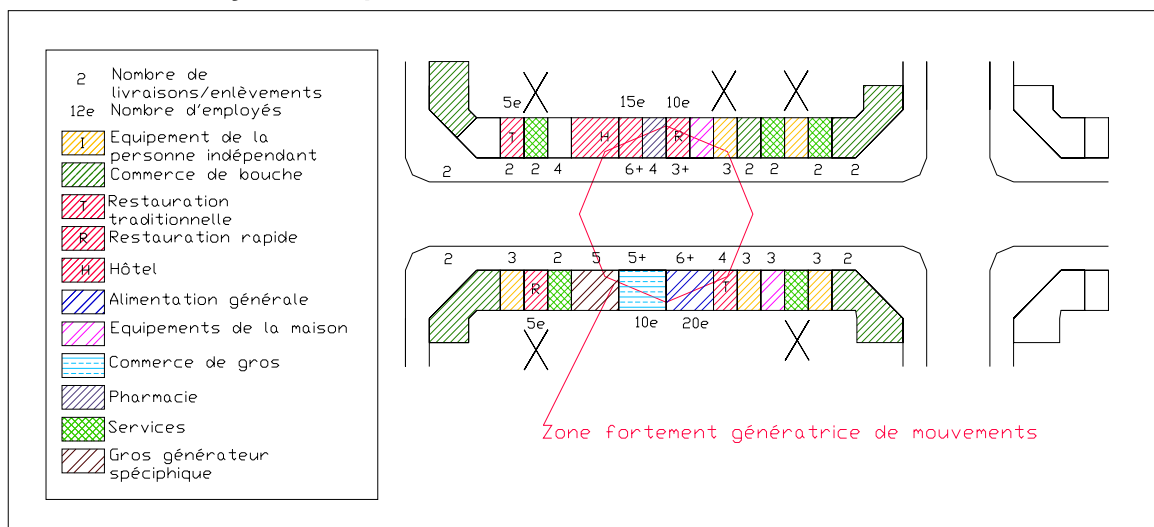 2 Nombre de
livraisons/enlèvements
12e Nombre d'employés
I Equipement de la
personne indépendant
Commerce de bouche
T Restauration
traditionnelle
R Restauration rapide
H Hôtel
Alimentation générale
Equipements de la maison
Commerce de gros
Pharmacie
Services
Gros générateur
spéciphique
5e 15e 10e
T H R
2 2 2 4 6+ 4 3+ 3 2 2 2 2
2 3 2 5 5+ 6+ 4 3 3 3 2
R T
5e 10e 20e
Zone fortement génératrice de mouvements